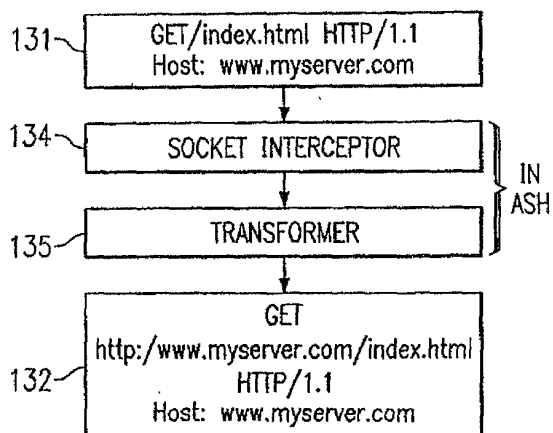 131
GET/index.html HTTP/1.1
Host: www.myserver.com
134
SOCKET INTERCEPTOR
IN
ASH
135
TRANSFORMER
132
GET
http:/www.myserver.com/index.html
HTTP/1.1
Host: www.myserver.com